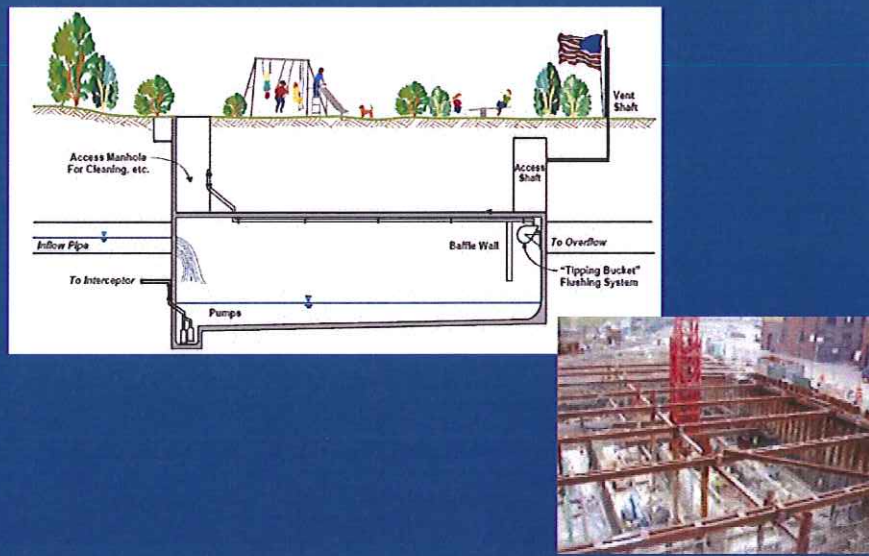 Vent
Shaft
Access Manhole
For Cleaning, etc.
Access
Shaft
Inflow Pipe
Baffle Wall
To Overflow
To Interceptor
"Tipping Bucket"
Flushing System
Pumps